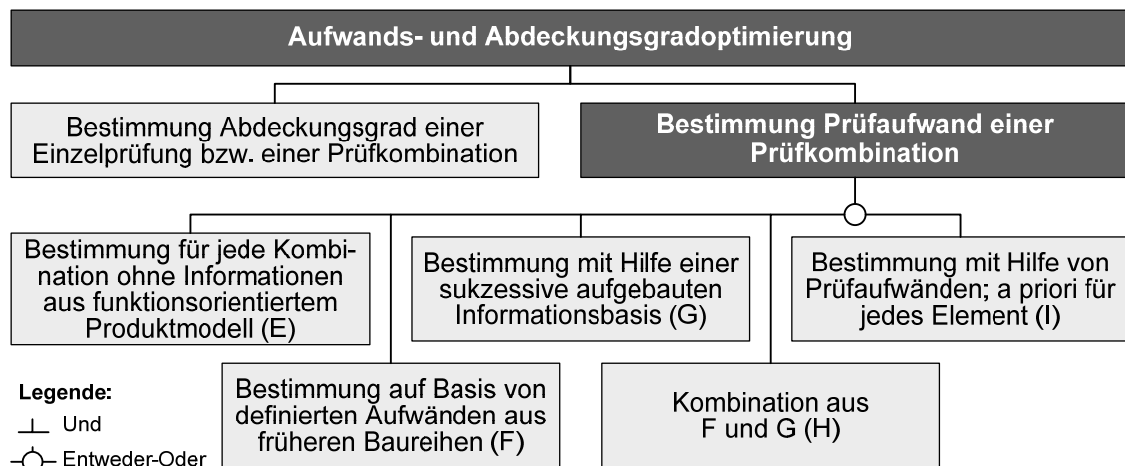 Aufwands- und Abdeckungsgradoptimierung
Bestimmung Abdeckungsgrad einer
Einzelprüfung bzw. einer Prüfkombination
Bestimmung Prüfaufwand einer
Prüfkombination
Bestimmung für jede Kombi-
nation ohne Informationen
aus funktionsorientiertem
Produktmodell (E)
Bestimmung mit Hilfe einer
sukzessive aufgebauten
Informationsbasis (G)
Bestimmung mit Hilfe von
Prüfaufwänden; a priori für
jedes Element (I)
Bestimmung auf Basis von
definierten Aufwänden aus
früheren Baureihen (F)
Kombination aus
F und G (H)
Legende:
Und
Entweder-Oder